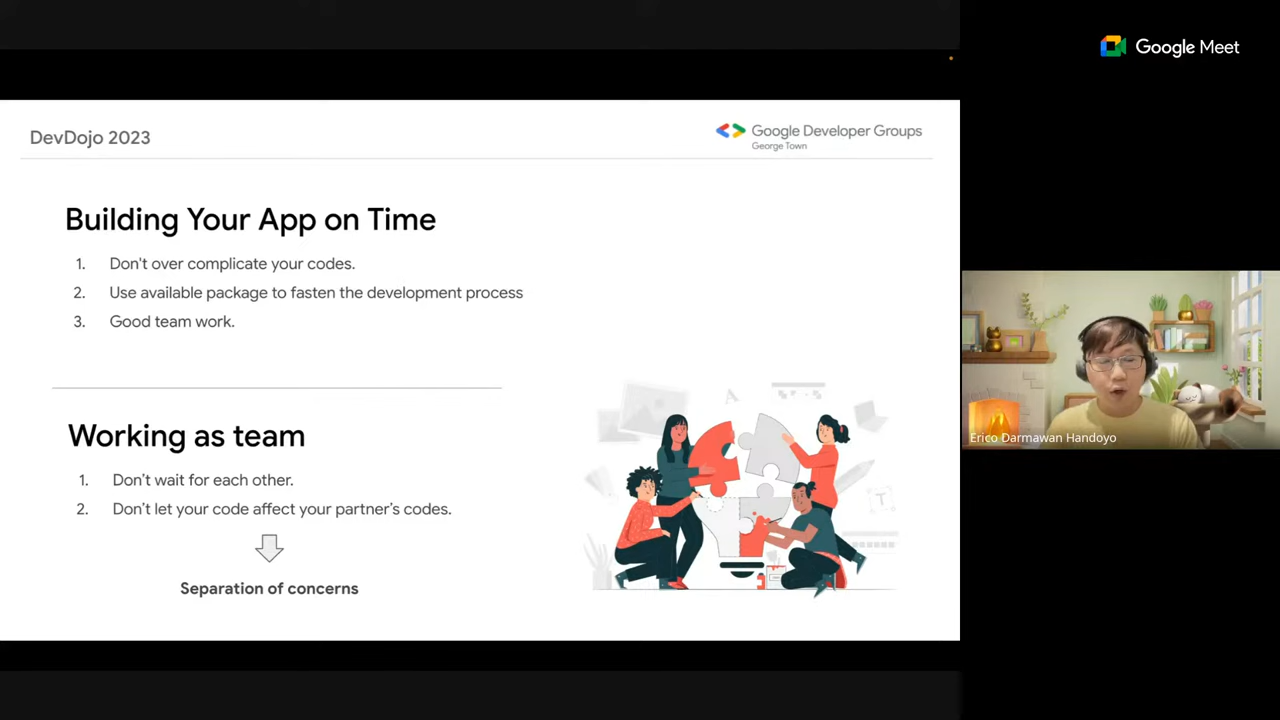 Google Meet
DevDojo 2023
Google Developer Groups
George Town
Building Your App on Time
1. Don't over complicate your codes.
2. Use available package to fasten the development process
3. Good team work.
Working as team
1. Don't wait for each other.
2. Don't let your code affect your partner's codes.
Separation of concerns
A
T
Erico Darmawan Handoyo